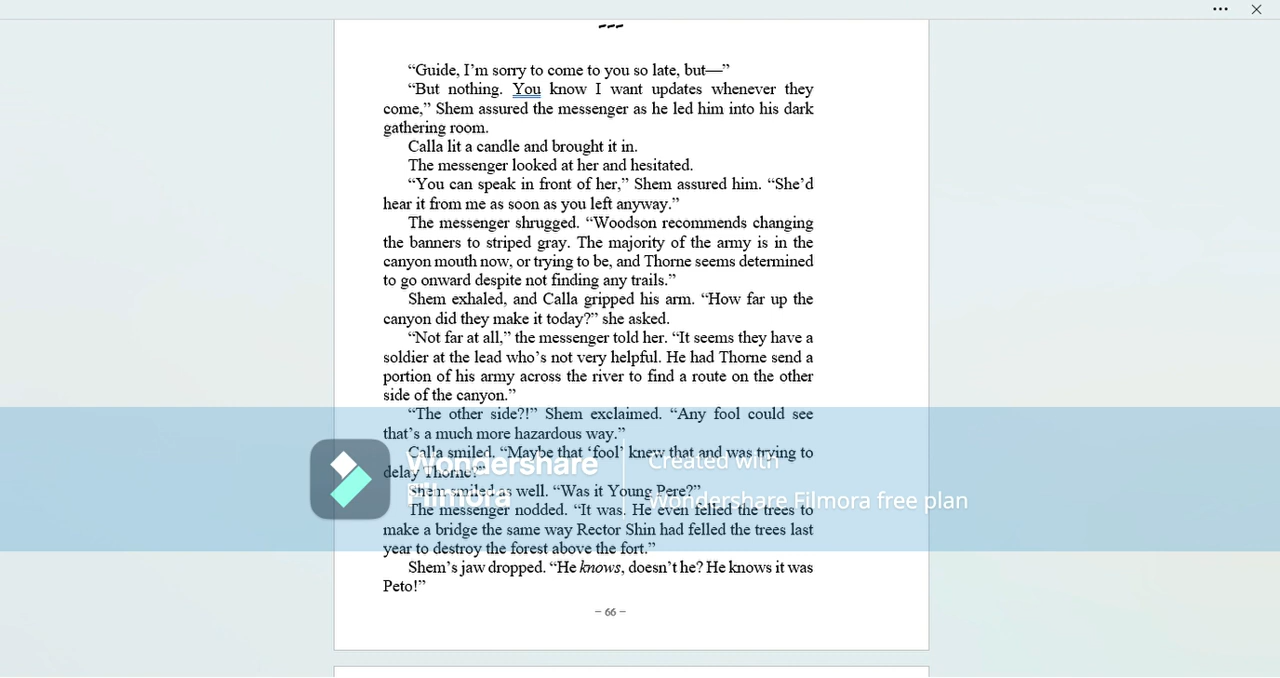 ---
“Guide, I’m sorry to come to you so late, but—”
“But nothing. You know I want updates whenever they
come,” Shem assured the messenger as he led him into his dark
gathering room.
Calla lit a candle and brought it in.
The messenger looked at her and hesitated.
“You can speak in front of her,” Shem assured him. “She’d
hear it from me as soon as you left anyway.”
The messenger shrugged. “Woodson recommends changing
the banners to striped gray. The majority of the army is in the
canyon mouth now, or trying to be, and Thorne seems determined
to go onward despite not finding any trails.”
Shem exhaled, and Calla gripped his arm. “How far up the
canyon did they make it today?” she asked.
“Not far at all,” the messenger told her. “It seems they have a
soldier at the lead who’s not very helpful. He had Thorne send a
portion of his army across the river to find a route on the other
side of the canyon.”
“The other side?!” Shem exclaimed. “Any fool could see
that’s a much more hazardous way.”
Calla smiled. “Maybe that ‘fool’ knew that and was trying to
delay Thorne?”
Shem smiled as well. “Was it Young Pere?”
The messenger nodded. “It was. He even felled the trees to
make a bridge the same way Rector Shin had felled the trees last
year to destroy the forest above the fort.”
Shem’s jaw dropped. “He knows, doesn’t he? He knows it was
Peto!”
– 66 –
Wondershare
Filmora
Created with
Wondershare Filmora free plan